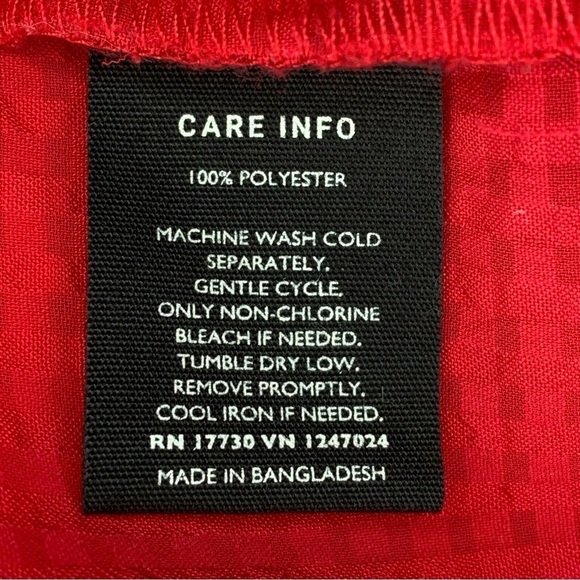 CARE INFO
100% POLYESTER
MACHINE WASH COLD
SEPARATELY.
GENTLE CYCLE,
ONLY NON-CHLORINE
BLEACH IF NEEDED.
TUMBLE DRY LOW.
REMOVE PROMPTLY.
COOL IRON IF NEEDED.
RN 17730 VN 1247024
MADE IN BANGLADESH